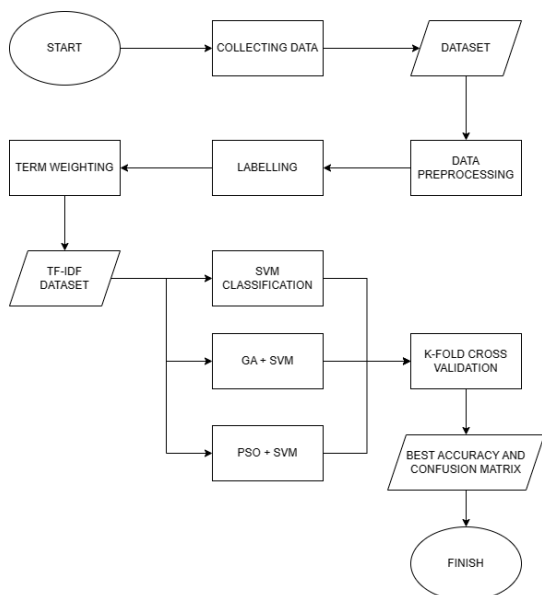 START
COLLECTING DATA
DATASET
TERM WEIGHTING
LABELLING
DATA
PREPROCESSING
TF-IDF
DATASET
SVM
CLASSIFICATION
GA + SVM
K-FOLD CROSS
VALIDATION
PSO + SVM
BEST ACCURACY AND
CONFUSION MATRIX
FINISH